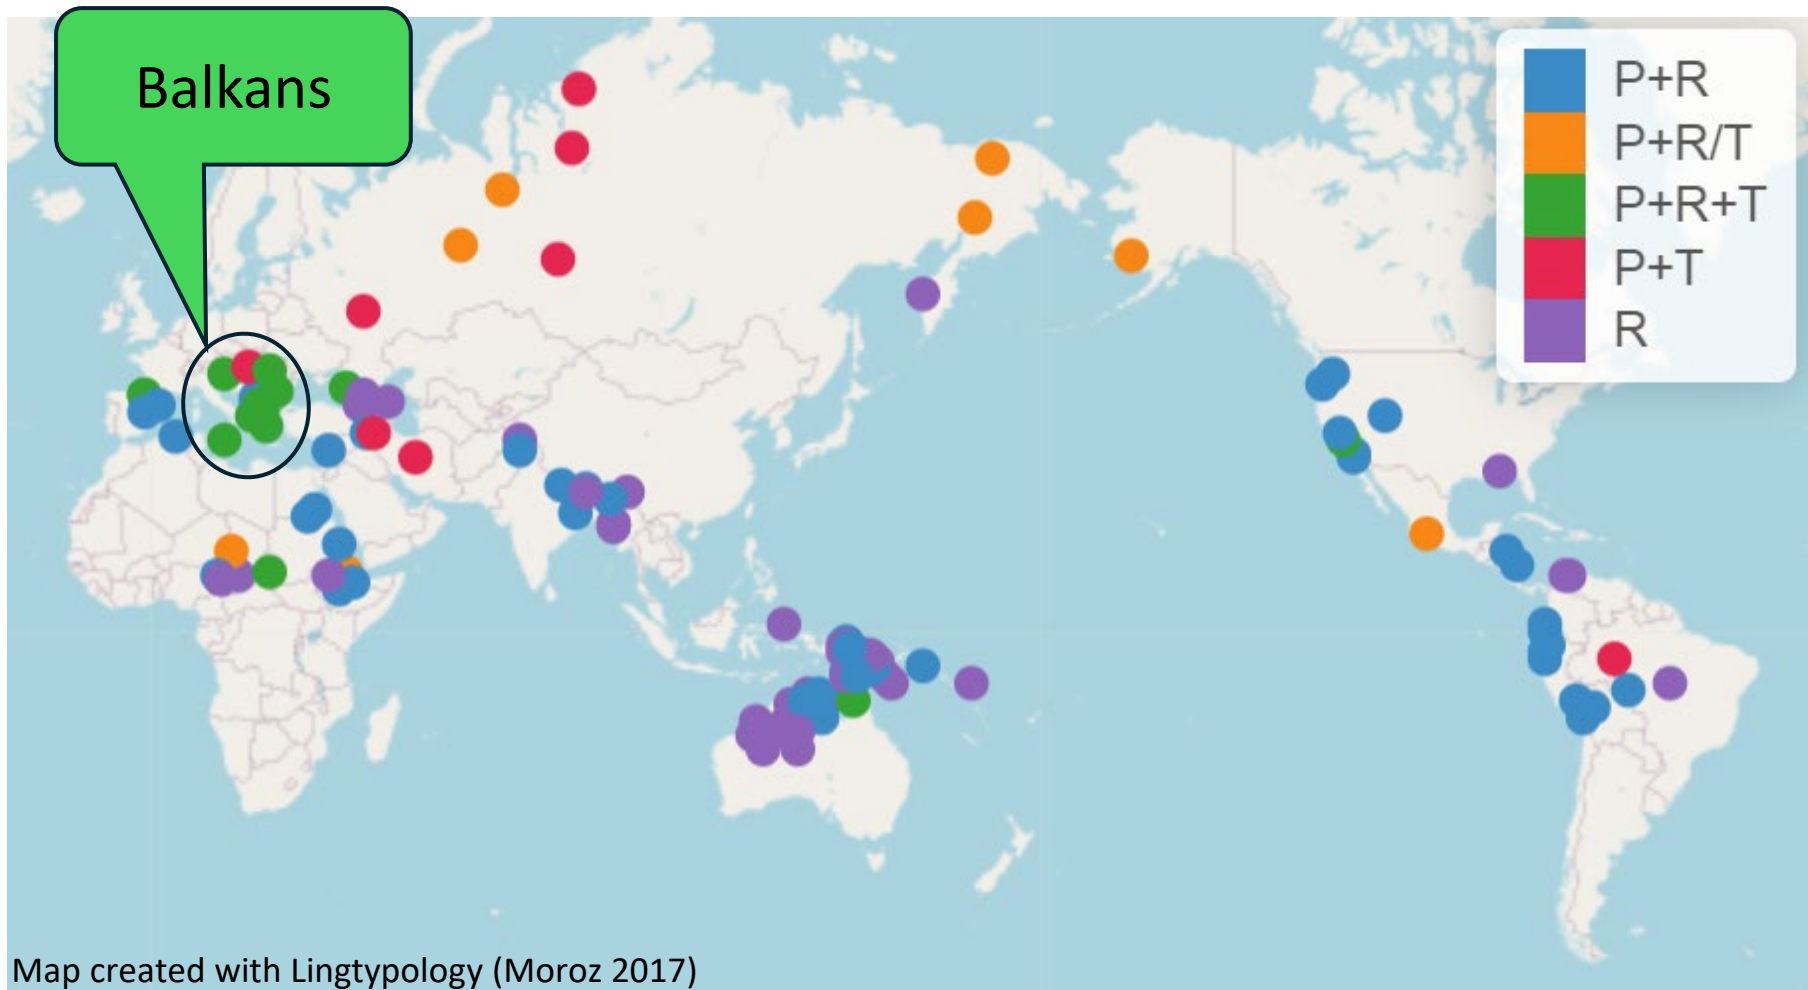 Balkans
P+R
P+R/T
P+R+T
P+T
R
Map created with Lingtypology (Moroz 2017)